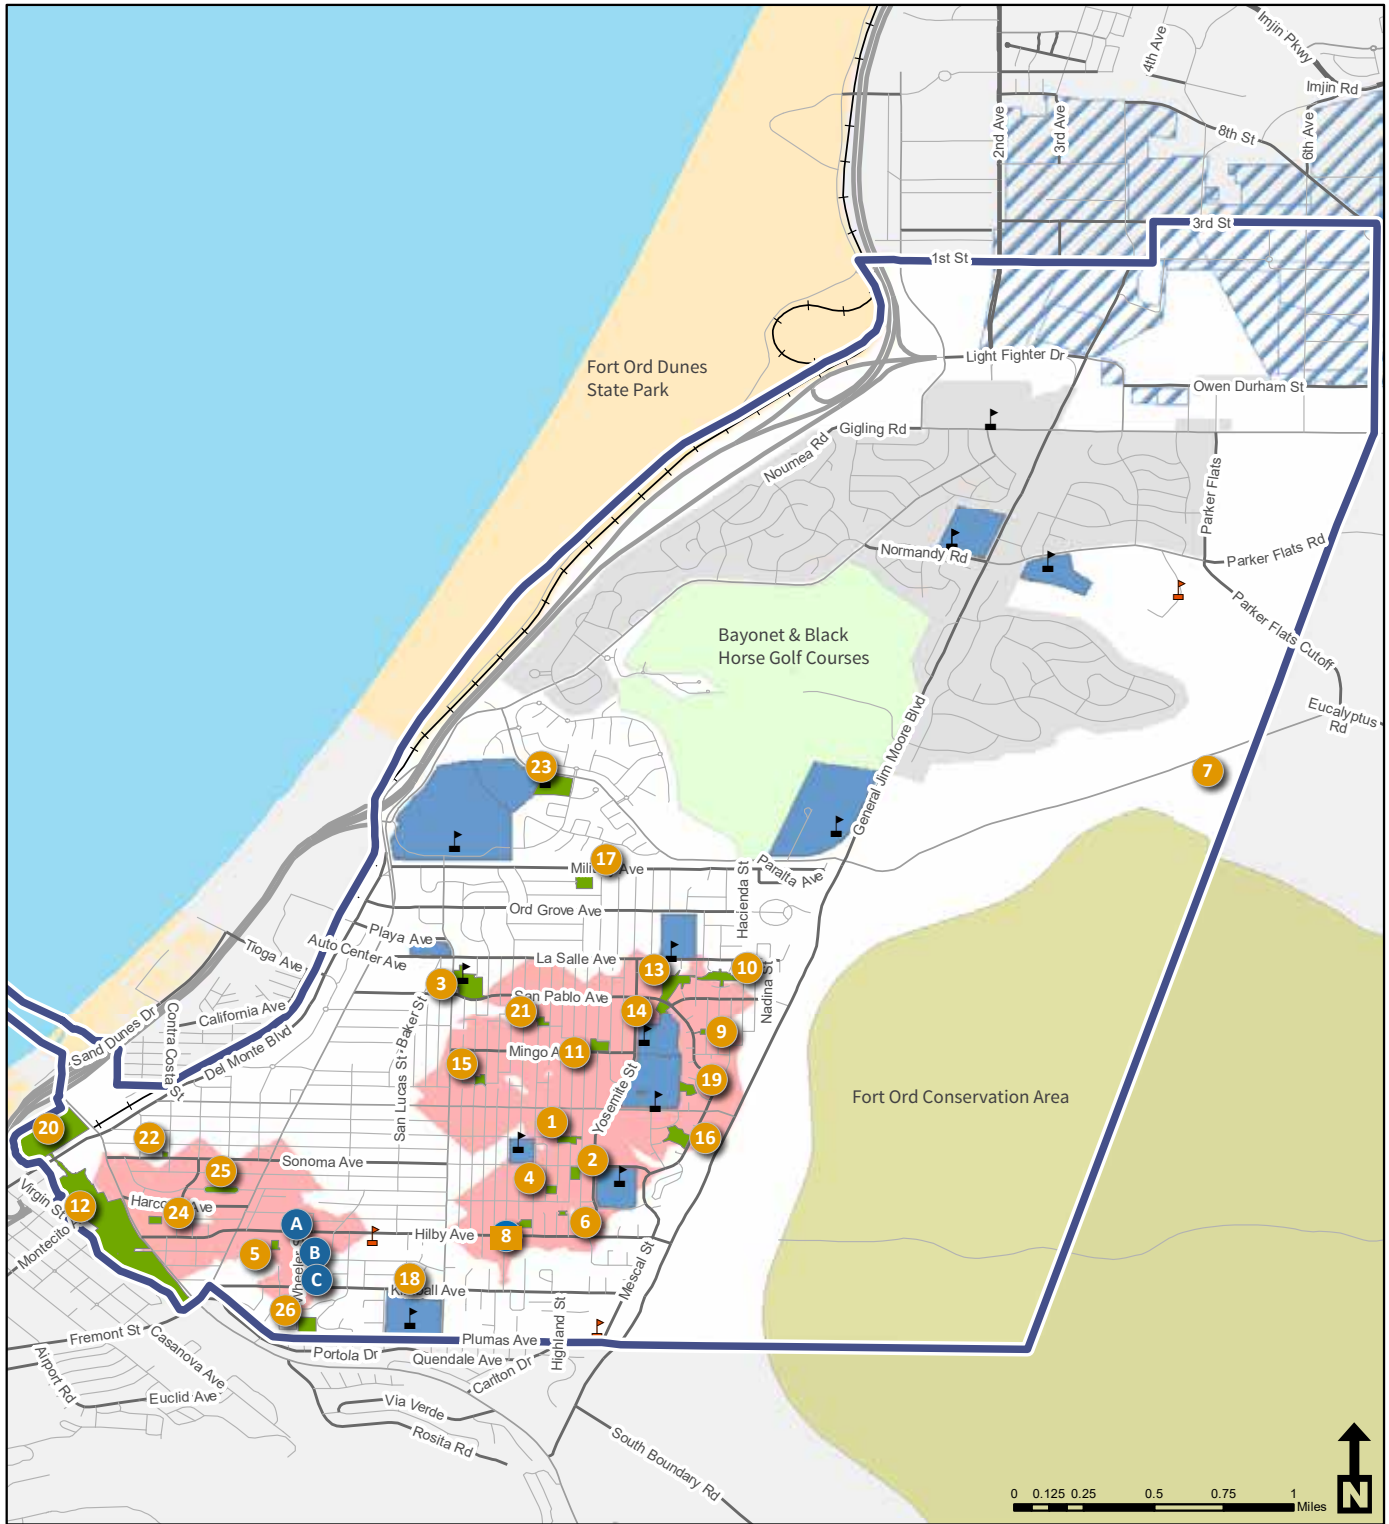 Imjin Pkwy
4th Ave
Imjin Rd
2nd Ave
3rd Ave
8th St
6th Ave
3rd St
1st St
Light Fighter Dr
Fort Ord Dunes
State Park
Owen Durham St
Gigling Rd
Noumea Rd
Parker Flats
Normandy Rd
Parker Flats Rd
Parker Flats Cutoff
Bayonet & Black
Horse Golf Courses
Eucalyptus
Rd
General Jim Moore Blvd
7
23
17
Ave
Paralta Ave
Hacienda St
Ord Grove Ave
Playa Ave
Auto Center Ave
Tioga Ave
La Salle Ave
13
10
3
San Pablo Ave
Nadina St
21
14
California Ave
Sand Dunes Dr
Contra Costa St
Del Monte Blvd
Baker St
San Lucas St
9
Mingo A
11
15
19
Yosemite St
Fort Ord Conservation Area
1
20
22
16
Sonoma Ave
2
25
4
Virgin St
12
Harco
Ave
24
A
6
Montecito
Hilby Ave
8
5
B
Wheeler
C
18
K
all Ave
Mescal St
26
Highland St
Fremont St
Plumas Ave
Casanova Ave
Portola Dr
Quendale Ave
Carlton Dr
Airport Rd
Euclid Ave
Via Verde
Rosita Rd
South Boundary Rd
0 0.125 0.25 0.5 0.75 1
Miles
N